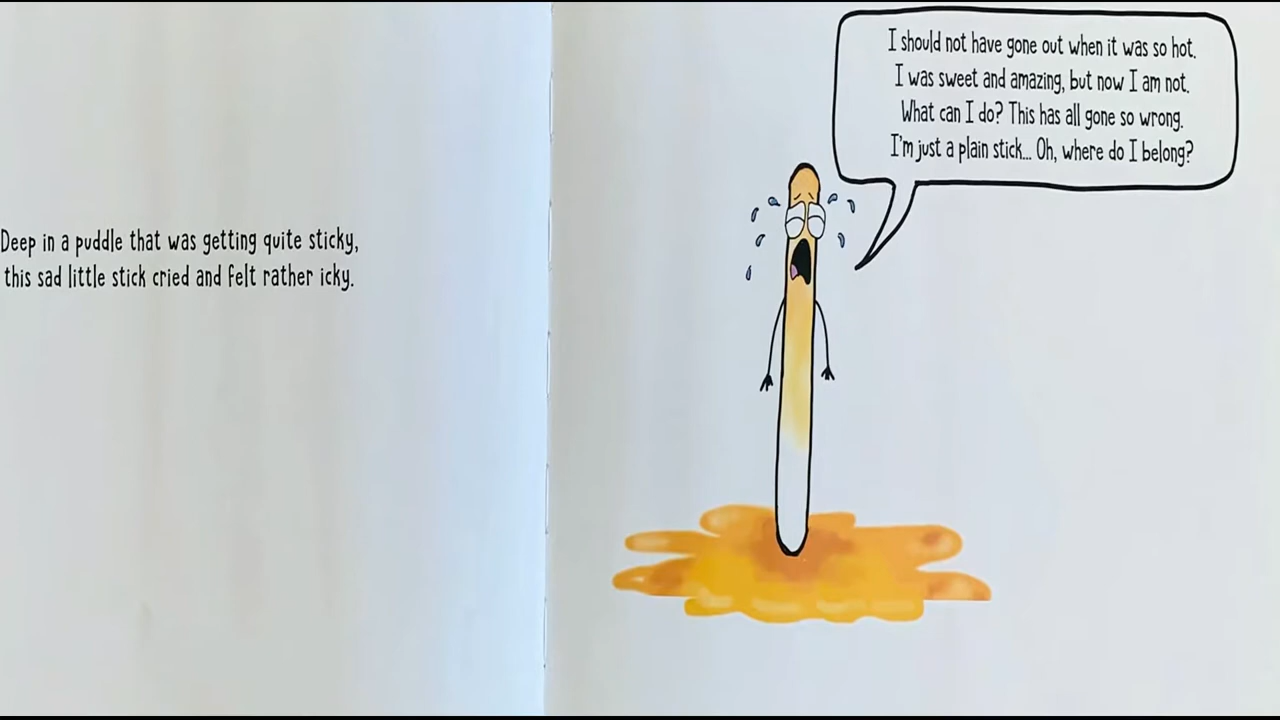 Deep in a puddle that was getting quite sticky,
this sad little stick cried and felt rather icky.
I should not have gone out when it was so hot.
I was sweet and amazing, but now I am not.
What can I do? This has all gone so wrong.
I'm just a plain stick... Oh, where do I belong?